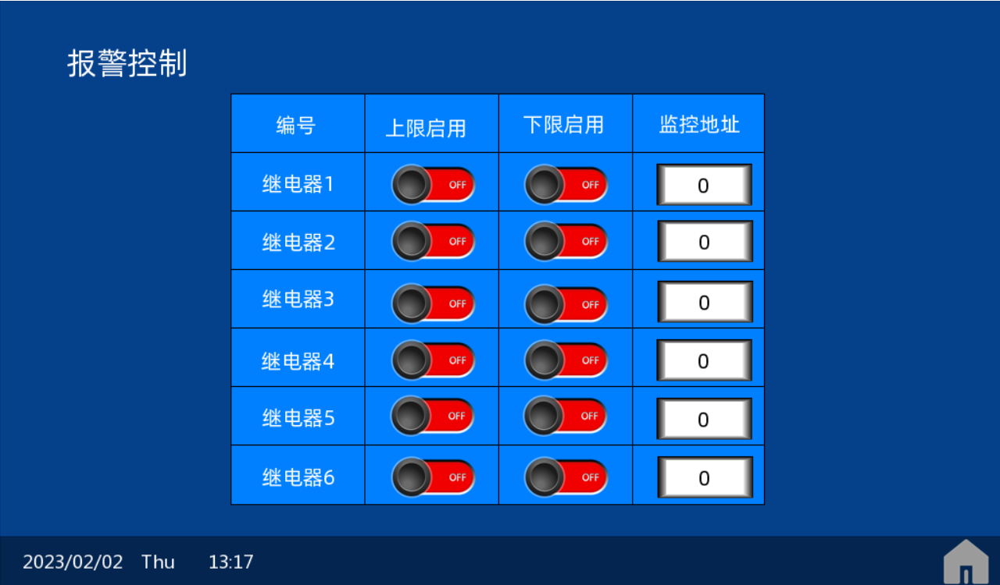 报警控制
编号 上限启用 下限启用 监控地址
继电器1 OFF OFF 0
继电器2 OFF OFF 0
继电器3 OFF OFF 0
继电器4 OFF OFF 0
继电器5 OFF OFF 0
继电器6 OFF OFF 0
2023/02/02 Thu 13:17